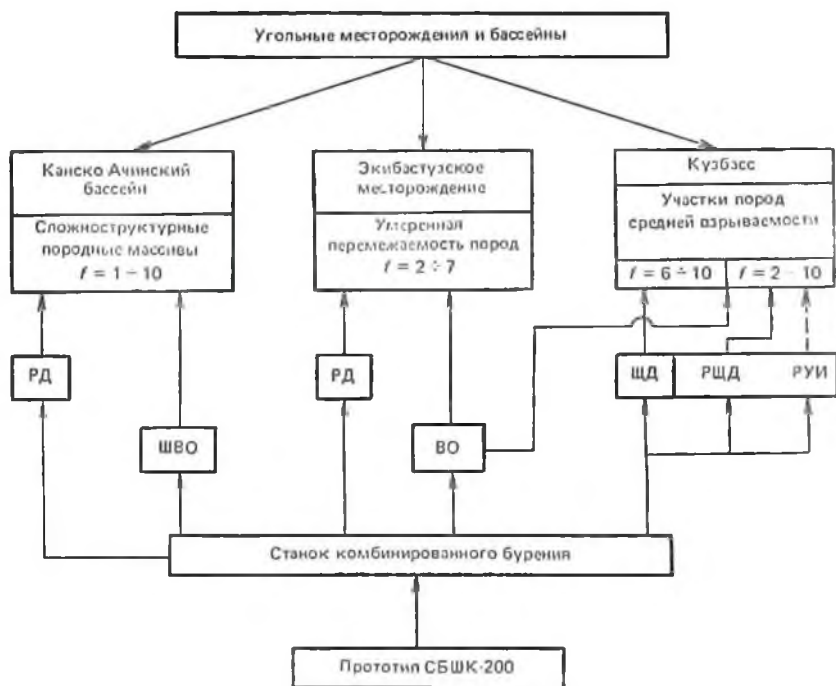 Угольные месторождения и бассейны
Канско Ачинский
бассейн
Сложноструктурные
породные массивы
f = 1 – 10
Экибастузское
месторождение
Умеренная
перемежаемость пород
f = 2 ÷ 7
Кузбасс
Участки пород
средней взрываемости
f = 6 ÷ 10
f = 2 – 10
РД
ШВО
РД
ВО
ЩД
РЩД
РУИ
Станок комбинированного бурения
Прототип СБШК-200